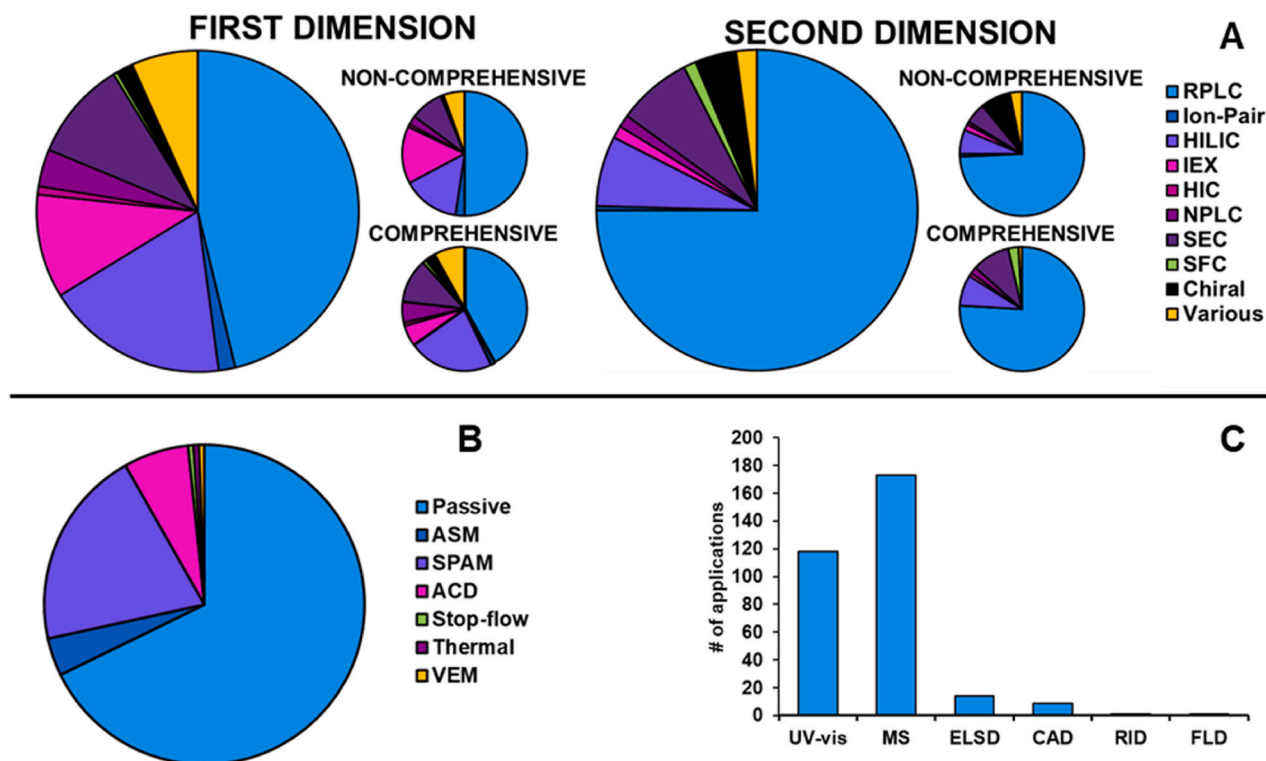 FIRST DIMENSION
SECOND DIMENSION
A
NON-COMPREHENSIVE
COMPREHENSIVE
NON-COMPREHENSIVE
COMPREHENSIVE
RPLC
Ion-Pair
HILIC
IEX
HIC
NPLC
SEC
SFC
Chiral
Various
B
Passive
ASM
SPAM
ACD
Stop-flow
Thermal
VEM
C
# of applications
200
180
160
140
120
100
80
60
40
20
0
UV-vis MS ELSD CAD RID FLD